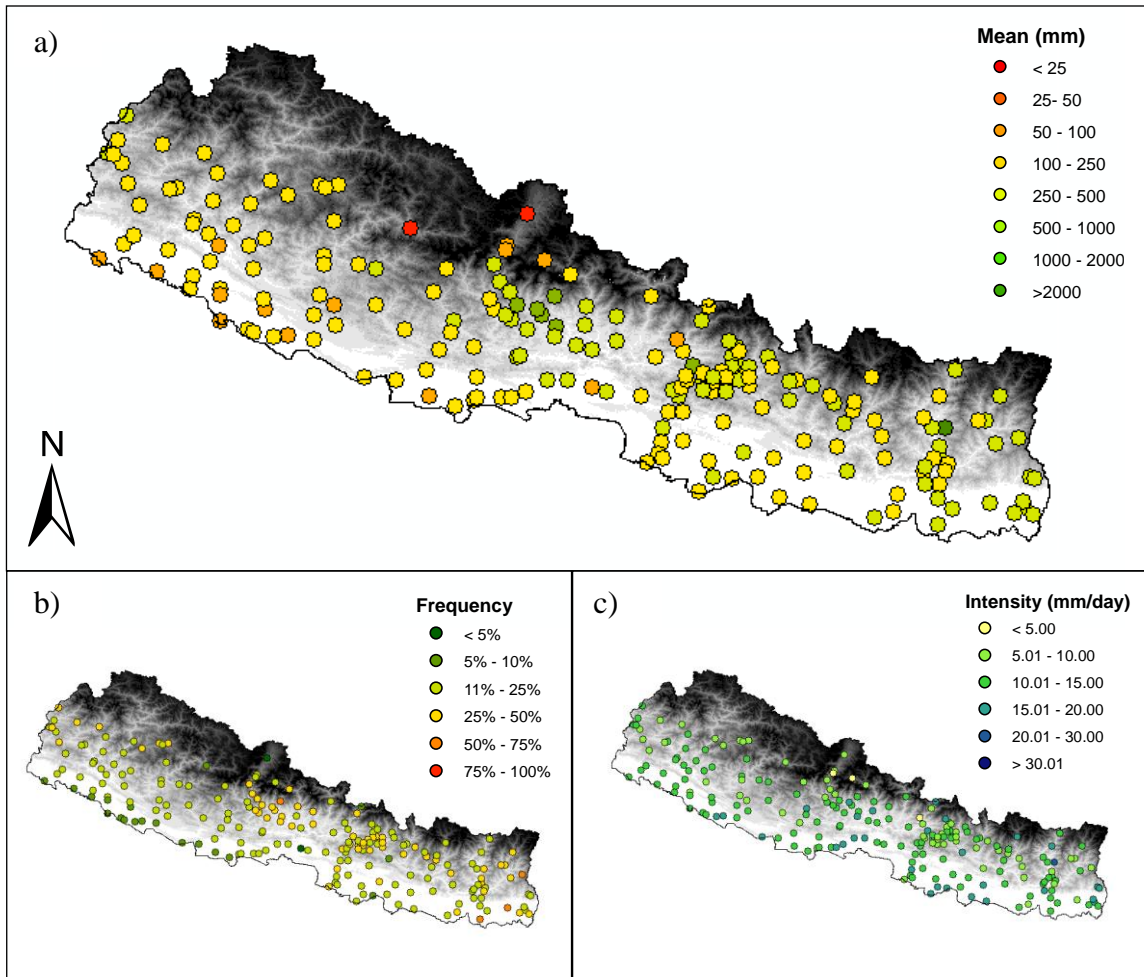 a)
Mean (mm)
< 25
25- 50
50 - 100
100 - 250
250 - 500
500 - 1000
1000 - 2000
>2000
N
b)
Frequency
< 5%
5% - 10%
11% - 25%
25% - 50%
50% - 75%
75% - 100%
c)
Intensity (mm/day)
< 5.00
5.01 - 10.00
10.01 - 15.00
15.01 - 20.00
20.01 - 30.00
> 30.01